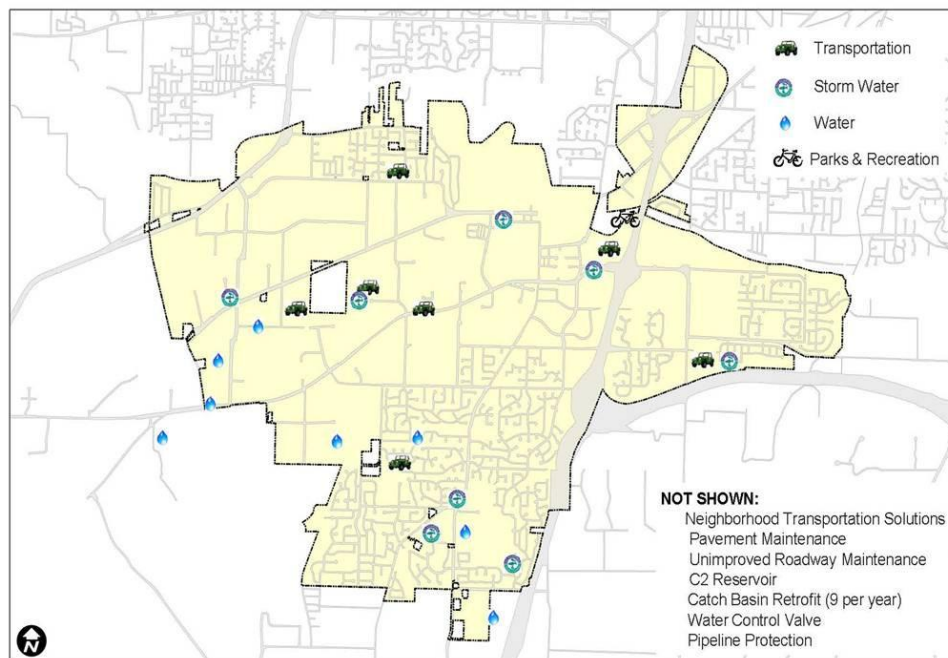 Transportation
Storm Water
Water
Parks & Recreation
NOT SHOWN:
Neighborhood Transportation Solutions
Pavement Maintenance
Unimproved Roadway Maintenance
C2 Reservoir
Catch Basin Retrofit (9 per year)
Water Control Valve
Pipeline Protection
N